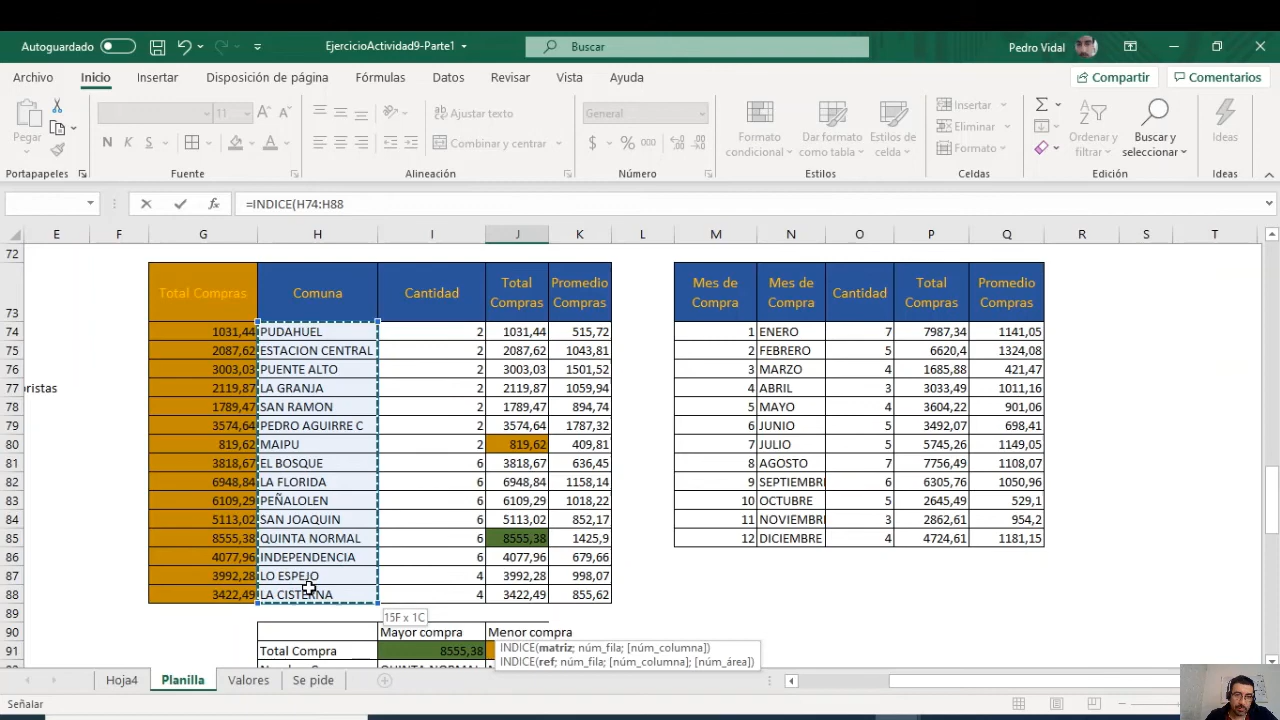 Autoguardado
EjercicioActividad9-Parte1
Buscar
Pedro Vidal
Archivo Inicio Insertar Disposición de página Fórmulas Datos Revisar Vista Ayuda Compartir Comentarios
11 Ajustar texto General Insertar
Pegar N K S Combinar y centrar $ % 000 Formato condicional Dar formato como tabla Estilos de celda Eliminar Formato Ordenar y filtrar Buscar y seleccionar Ideas
Portapapeles Fuente Alineación Número Estilos Celdas Edición Ideas
=INDICE(H74:H88
E F G H I J K L M N O P Q R S T
72
73 Total Compras Comuna Cantidad Total Compras Promedio Compras Mes de Compra Mes de Compra Cantidad Total Compras Promedio Compras
74 1031,44 PUDAHUEL 2 1031,44 515,72 1 ENERO 7 7987,34 1141,05
75 2087,62 ESTACION CENTRAL 2 2087,62 1043,81 2 FEBRERO 5 6620,4 1324,08
76 3003,03 PUENTE ALTO 2 3003,03 1501,52 3 MARZO 4 1685,88 421,47
77 oristas 2119,87 LA GRANJA 2 2119,87 1059,94 4 ABRIL 3 3033,49 1011,16
78 1789,47 SAN RAMON 2 1789,47 894,74 5 MAYO 4 3604,22 901,06
79 3574,64 PEDRO AGUIRRE C 2 3574,64 1787,32 6 JUNIO 5 3492,07 698,41
80 819,62 MAIPU 2 819,62 409,81 7 JULIO 5 5745,26 1149,05
81 3818,67 EL BOSQUE 6 3818,67 636,45 8 AGOSTO 7 7756,49 1108,07
82 6948,84 LA FLORIDA 6 6948,84 1158,14 9 SEPTIEMBRE 6 6305,76 1050,96
83 6109,29 PEÑALOLEN 6 6109,29 1018,22 10 OCTUBRE 5 2645,49 529,1
84 5113,02 SAN JOAQUIN 6 5113,02 852,17 11 NOVIEMBR 3 2862,61 954,2
85 8555,38 QUINTA NORMAL 6 8555,38 1425,9 12 DICIEMBRE 4 4724,61 1181,15
86 4077,96 INDEPENDENCIA 6 4077,96 679,66
87 3992,28 LO ESPEJO 4 3992,28 998,07
88 3422,49 LA CISTERNA 4 3422,49 855,62
89 15F x 1C
90 Mayor compra Menor compra
91 Total Compra 8555,38
INDICE(matriz; núm_fila; [núm_columna])
INDICE(ref; núm_fila; [núm_columna]; [núm_área])
Hoja4 Planilla Valores Se pide
Señalar